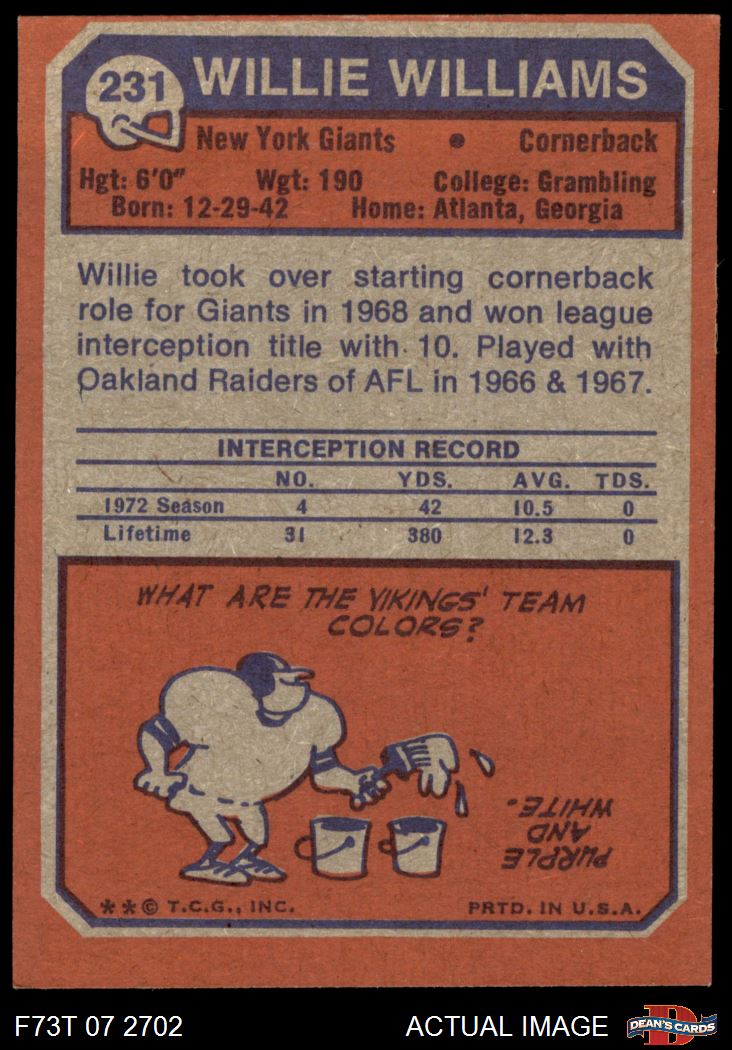 231 WILLIE WILLIAMS
New York Giants • Cornerback
Hgt: 6'0" Wgt: 190 College: Grambling
Born: 12-29-42 Home: Atlanta, Georgia
Willie took over starting cornerback
role for Giants in 1968 and won league
interception title with 10. Played with
Oakland Raiders of AFL in 1966 & 1967.
INTERCEPTION RECORD
NO. YDS. AVG. TDS.
1972 Season 4 42 10.5 0
Lifetime 31 380 12.3 0
WHAT ARE THE VIKINGS' TEAM
COLORS?
PURPLE
AND
WHITE.
**© T.C.G., INC. PRTD. IN U.S.A.
F73T 07 2702 ACTUAL IMAGE D DEAN'S CARDS